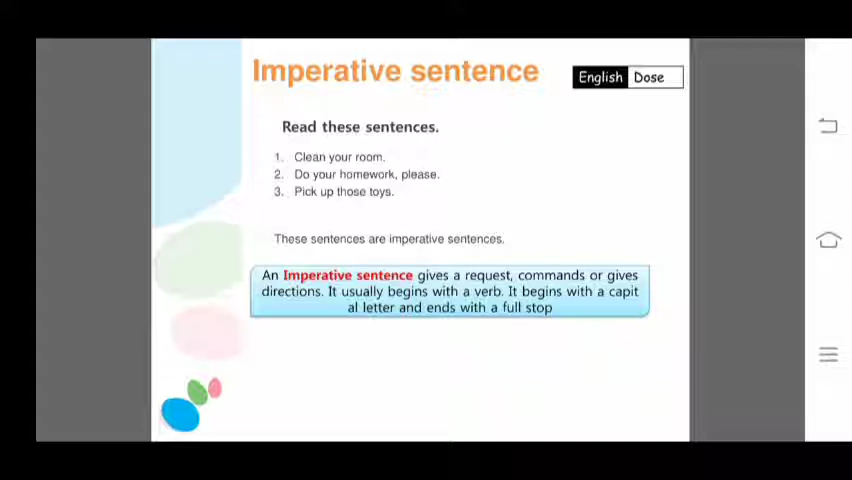 Imperative sentence
English Dose
Read these sentences.
1. Clean your room.
2. Do your homework, please.
3. Pick up those toys.
These sentences are imperative sentences.
An Imperative sentence gives a request, commands or gives
directions. It usually begins with a verb. It begins with a capit
al letter and ends with a full stop